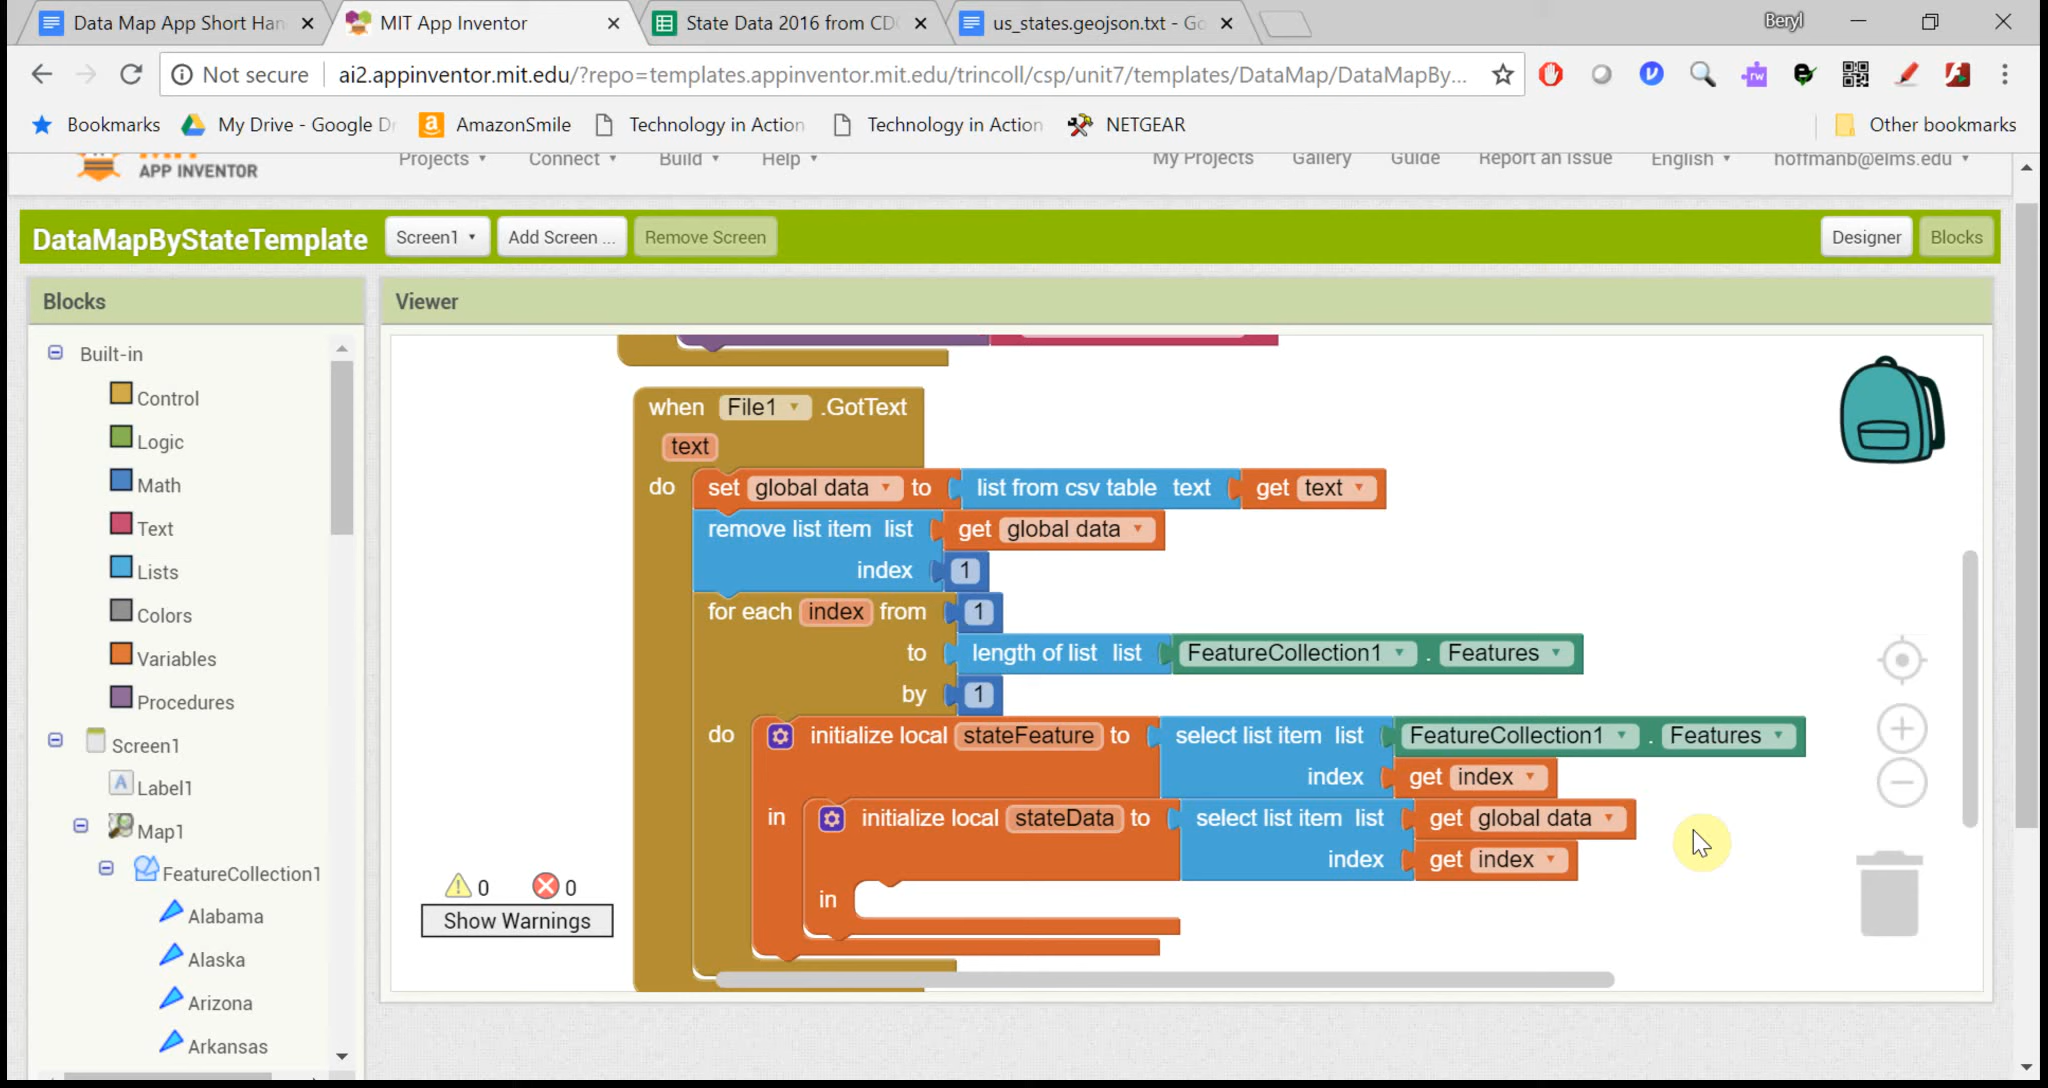 Data Map App Short Han
MIT App Inventor
State Data 2016 from CD
us_states.geojson.txt - Go
Beryl
Not secure
ai2.appinventor.mit.edu/?repo=templates.appinventor.mit.edu/trincoll/csp/unit7/templates/DataMap/DataMapBy...
Bookmarks
My Drive - Google Dr
AmazonSmile
Technology in Action
Technology in Action
NETGEAR
Other bookmarks
APP INVENTOR
Projects
Connect
Build
Help
My Projects
Gallery
Guide
Report an Issue
English
hoffmanb@elms.edu
DataMapByStateTemplate
Screen1
Add Screen ...
Remove Screen
Designer
Blocks
Blocks
Viewer
Built-in
Control
Logic
Math
Text
Lists
Colors
Variables
Procedures
Screen1
Label1
Map1
FeatureCollection1
Alabama
Alaska
Arizona
Arkansas
when File1 .GotText
text
do set global data to list from csv table text get text
remove list item list get global data
index 1
for each index from 1
to length of list list FeatureCollection1 . Features
by 1
do initialize local stateFeature to select list item list FeatureCollection1 . Features
index get index
in initialize local stateData to select list item list get global data
index get index
in
0 0
Show Warnings